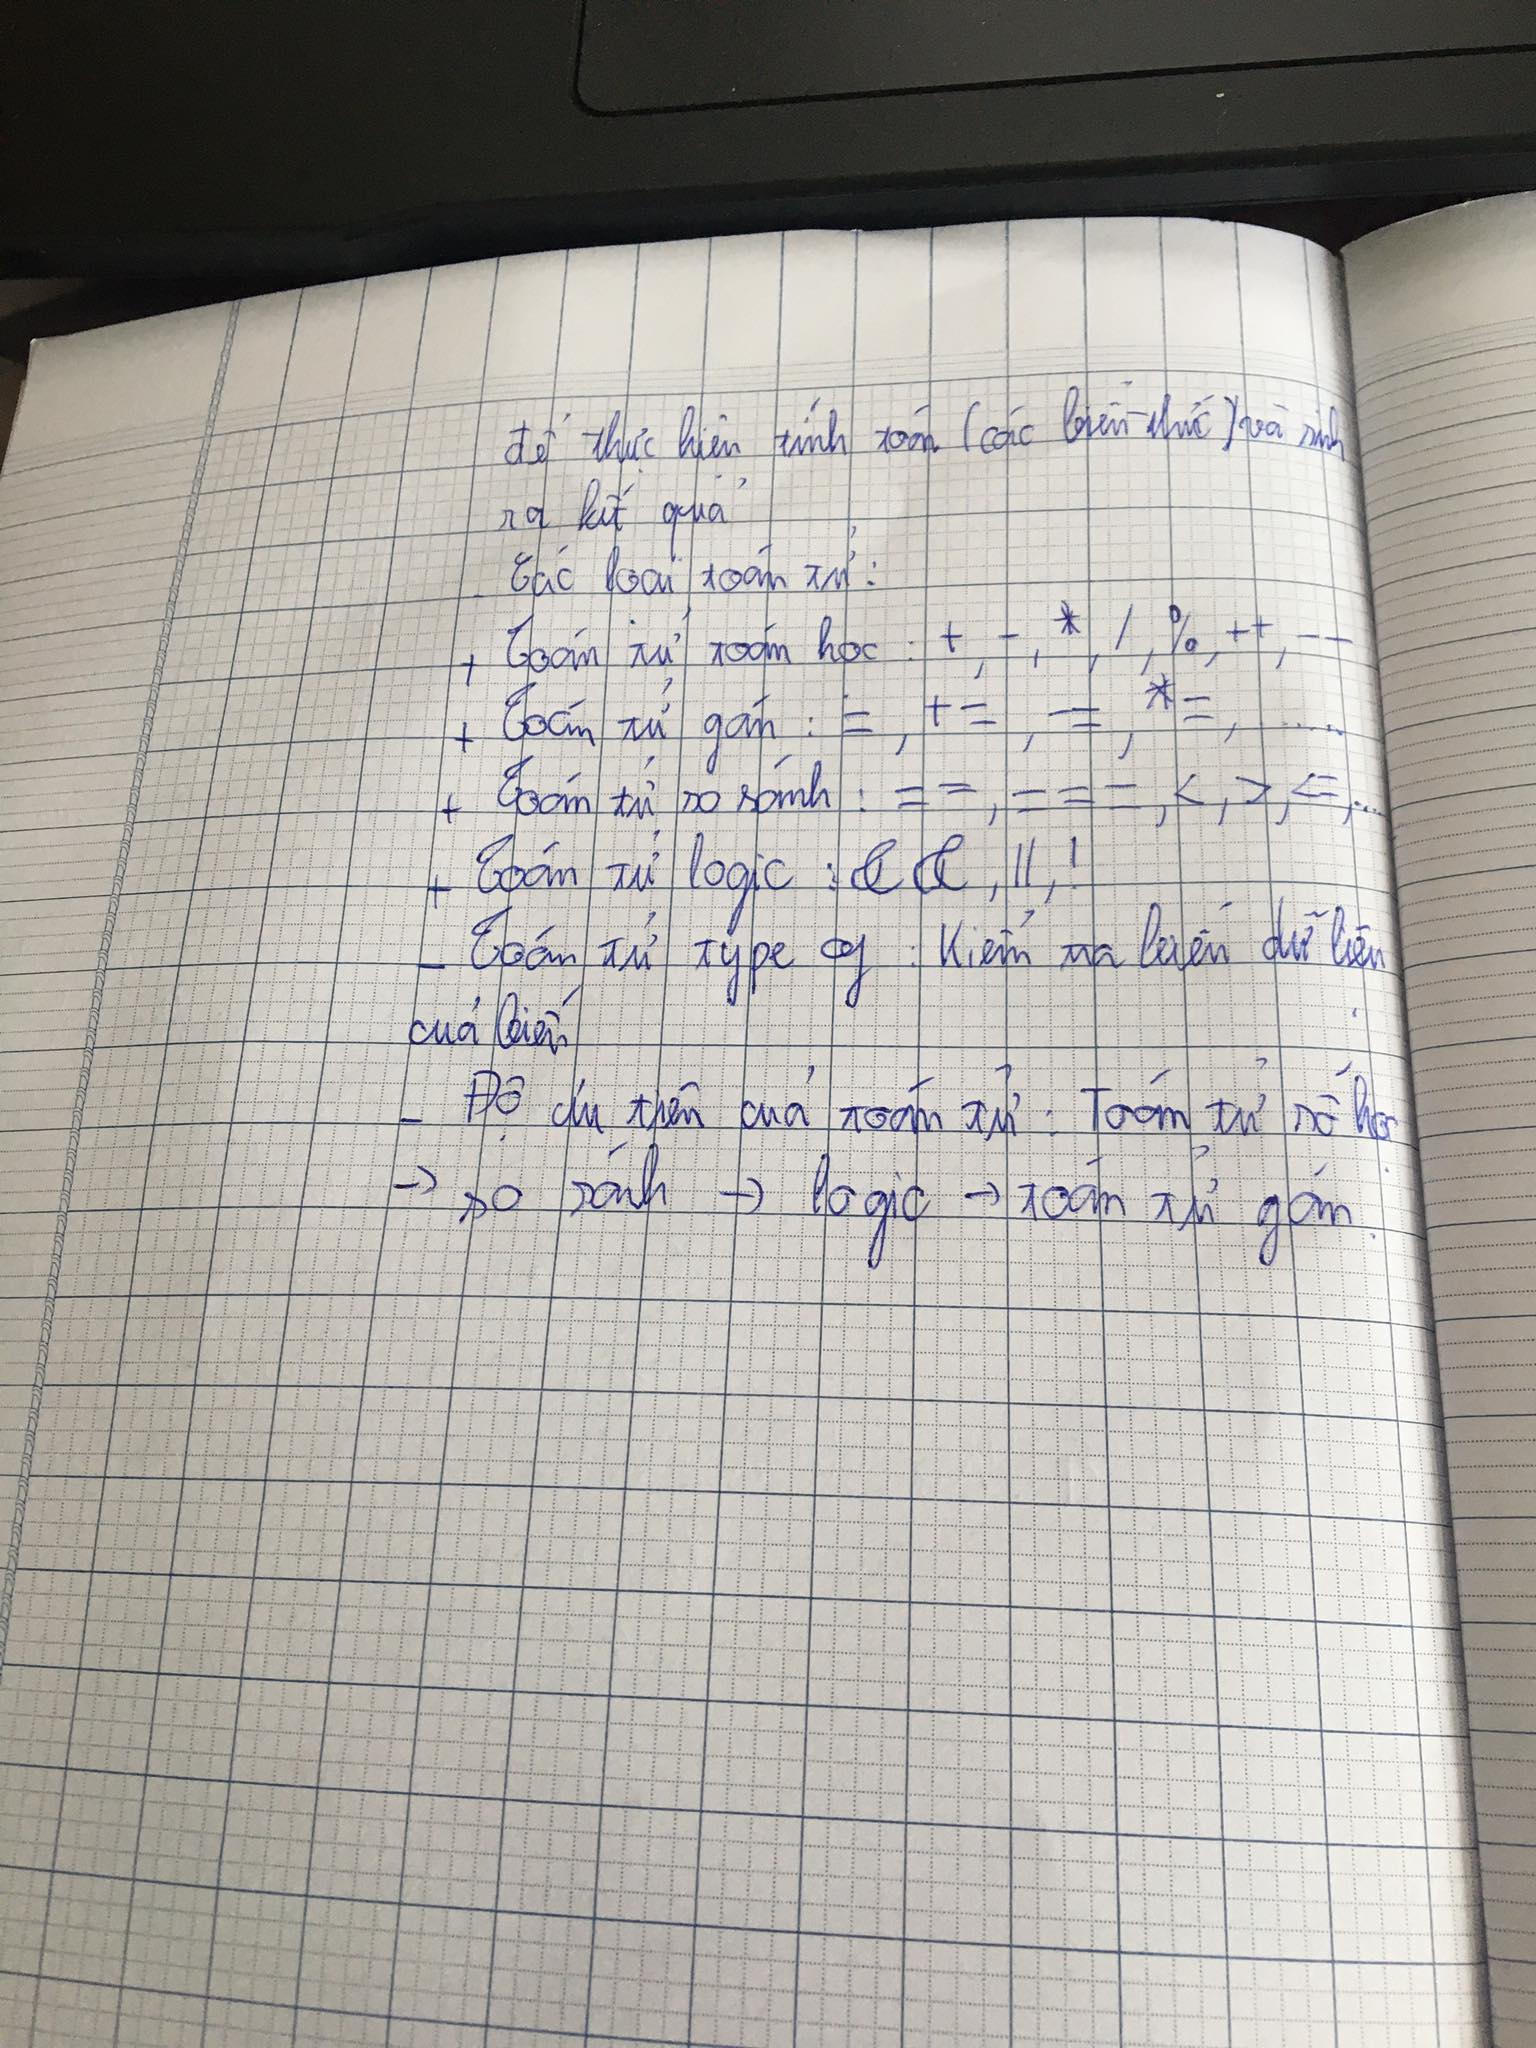 để thực hiện tính toán (các biến thức) và sinh
ra kết quả
- Các loại toán tử :
+ Toán tử toán học : +, -, *, /, %, ++, --
+ Toán tử gán : =, +=, -=, *=, .....
+ Toán tử so sánh : ==, ===, <, >, <=, ...
+ Toán tử logic : &&, ||, !
- Toán tử type of : Kiểm tra kiểu dữ liệu
của biến
- Độ ưu tiên của toán tử : Toán tử số học
→ so sánh → logic → toán tử gán.